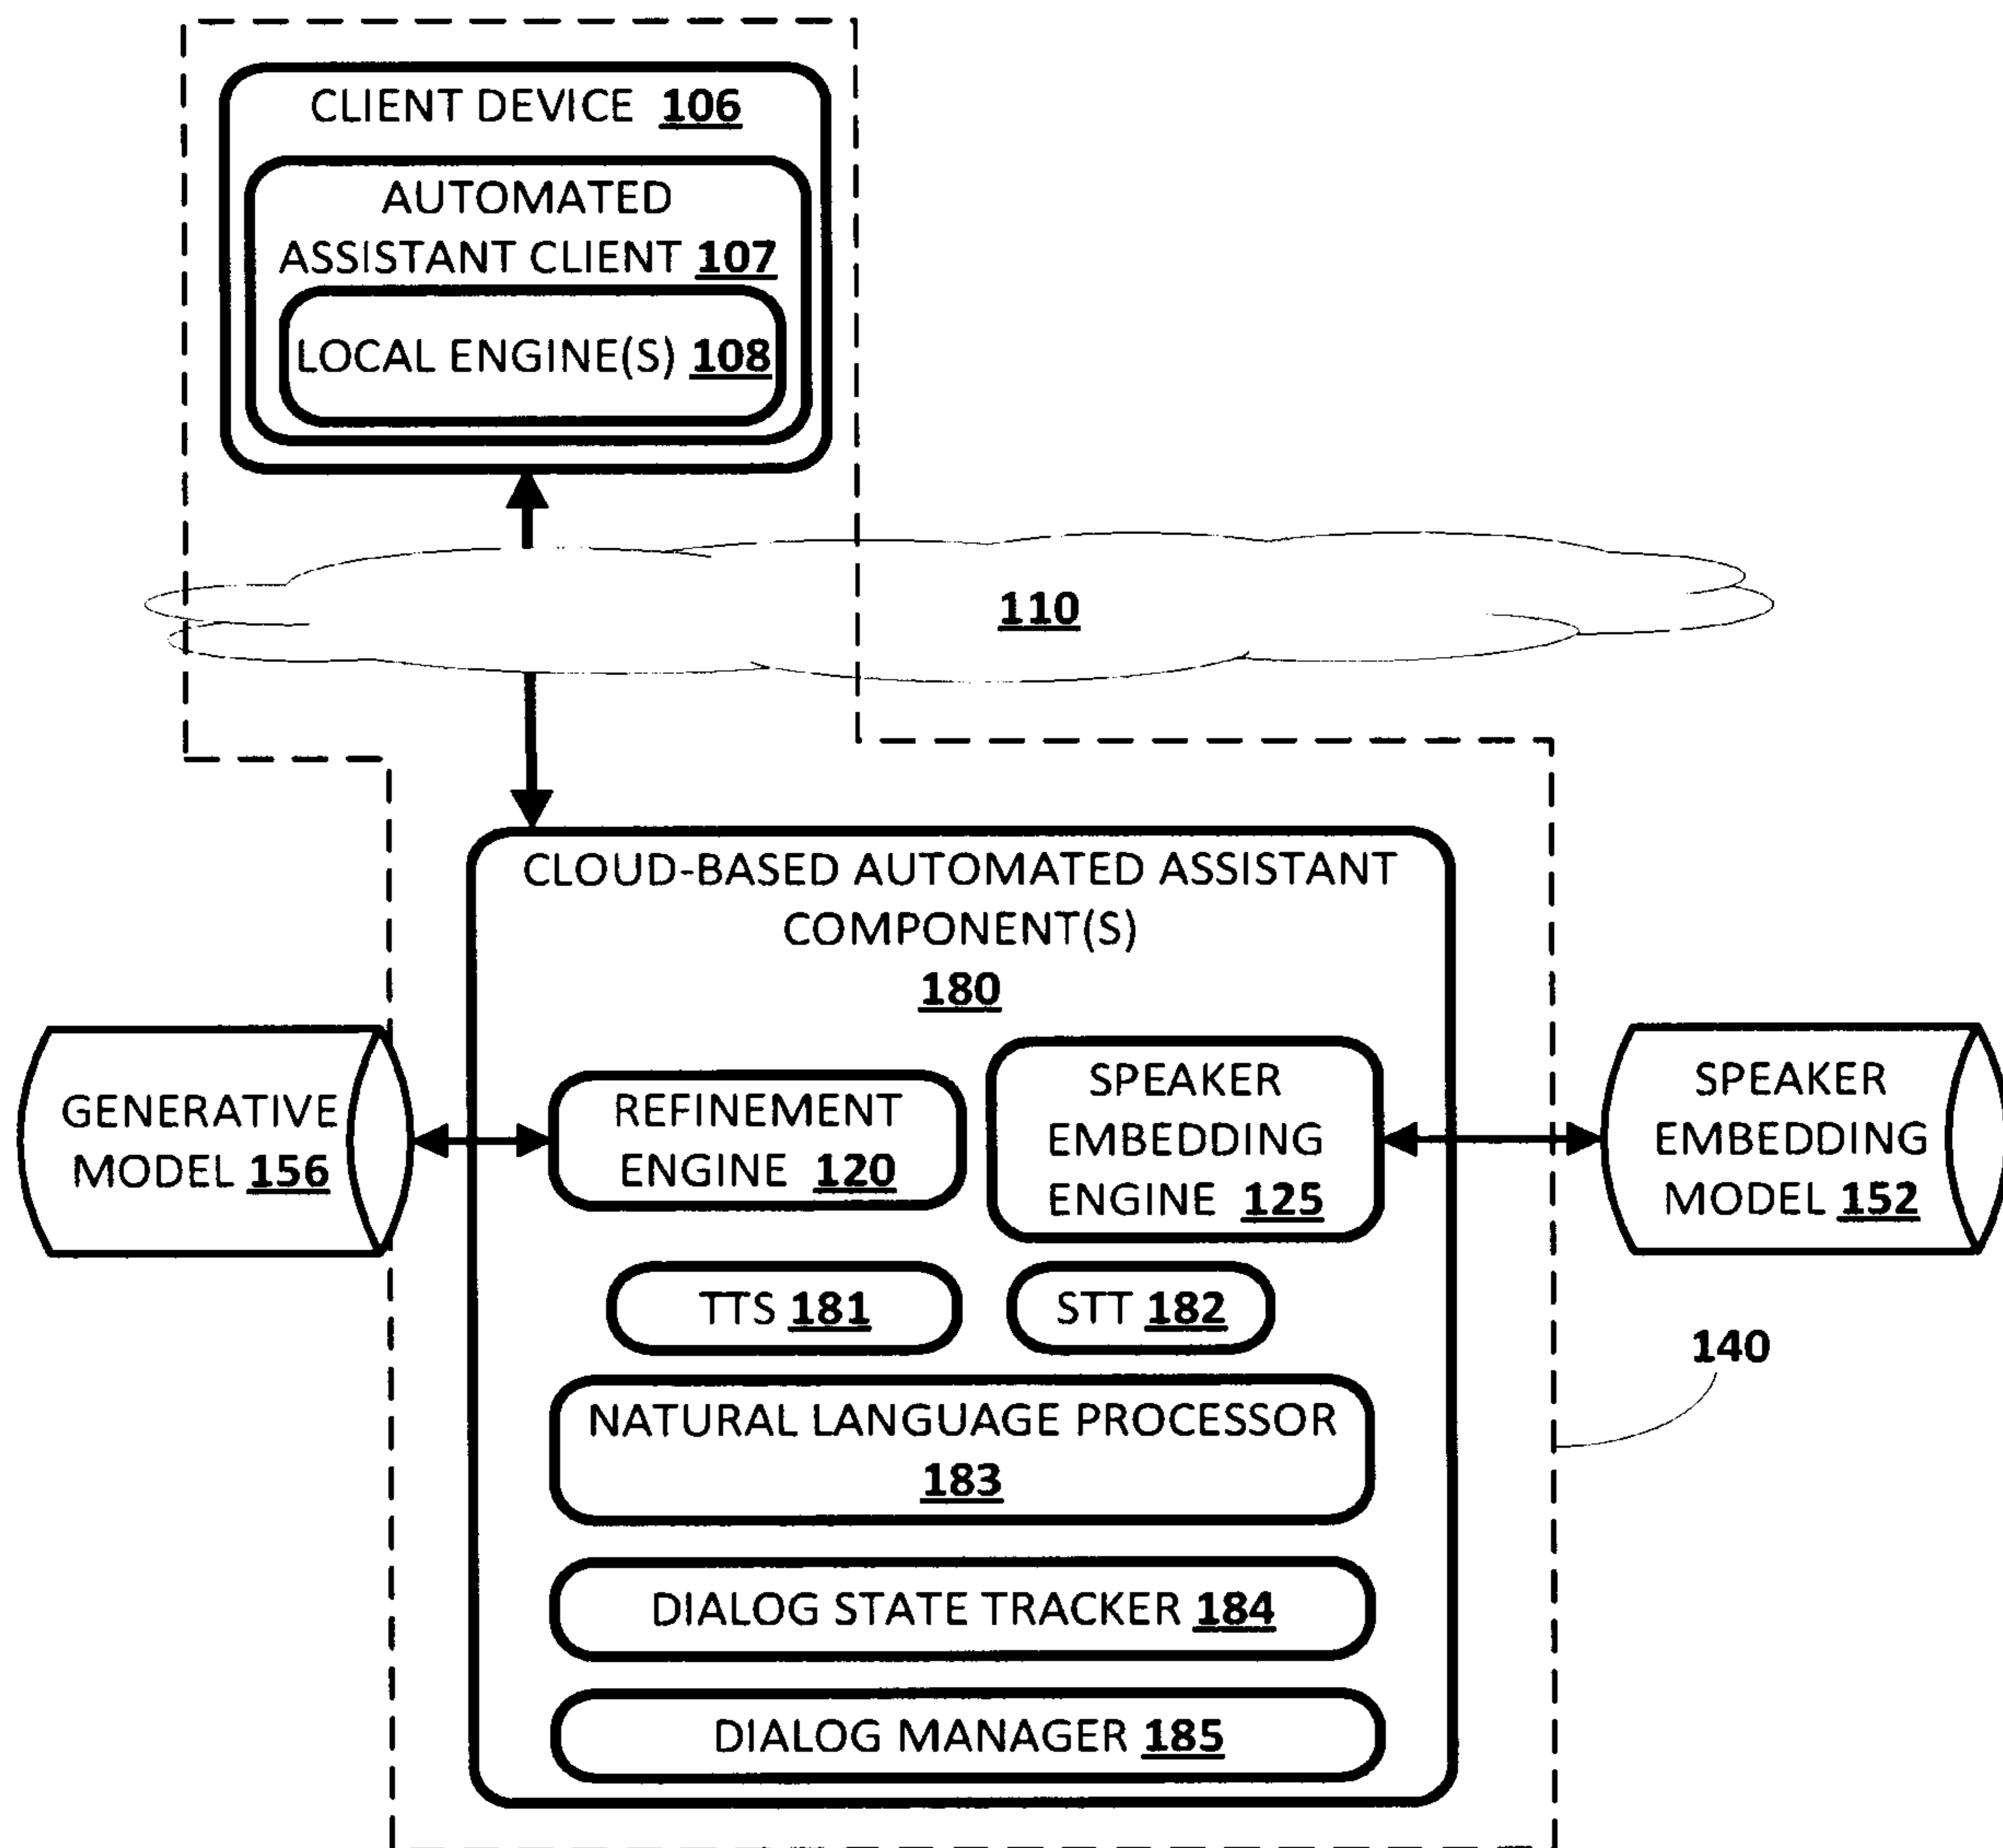 CLIENT DEVICE 106
AUTOMATED
ASSISTANT CLIENT 107
LOCAL ENGINE(S) 108
110
CLOUD-BASED AUTOMATED ASSISTANT
COMPONENT(S)
180
GENERATIVE
MODEL 156
REFINEMENT
ENGINE 120
SPEAKER
EMBEDDING
ENGINE 125
SPEAKER
EMBEDDING
MODEL 152
TTS 181
STT 182
140
NATURAL LANGUAGE PROCESSOR
183
DIALOG STATE TRACKER 184
DIALOG MANAGER 185